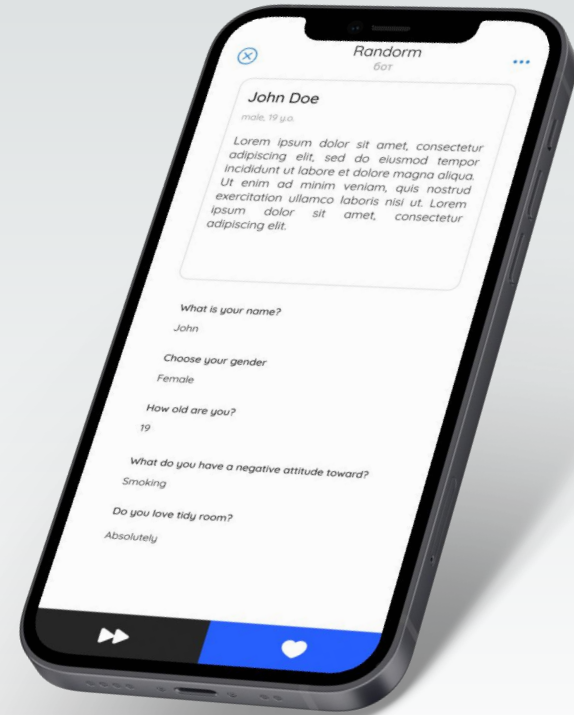 Randorm
бот
John Doe
male, 19 y.o.
Lorem ipsum dolor sit amet, consectetur
adipiscing elit, sed do eiusmod tempor
incididunt ut labore et dolore magna aliqua.
Ut enim ad minim veniam, quis nostrud
exercitation ullamco laboris nisi ut. Lorem
ipsum dolor sit amet, consectetur
adipiscing elit.
What is your name?
John
Choose your gender
Female
How old are you?
19
What do you have a negative attitude toward?
Smoking
Do you love tidy room?
Absolutely